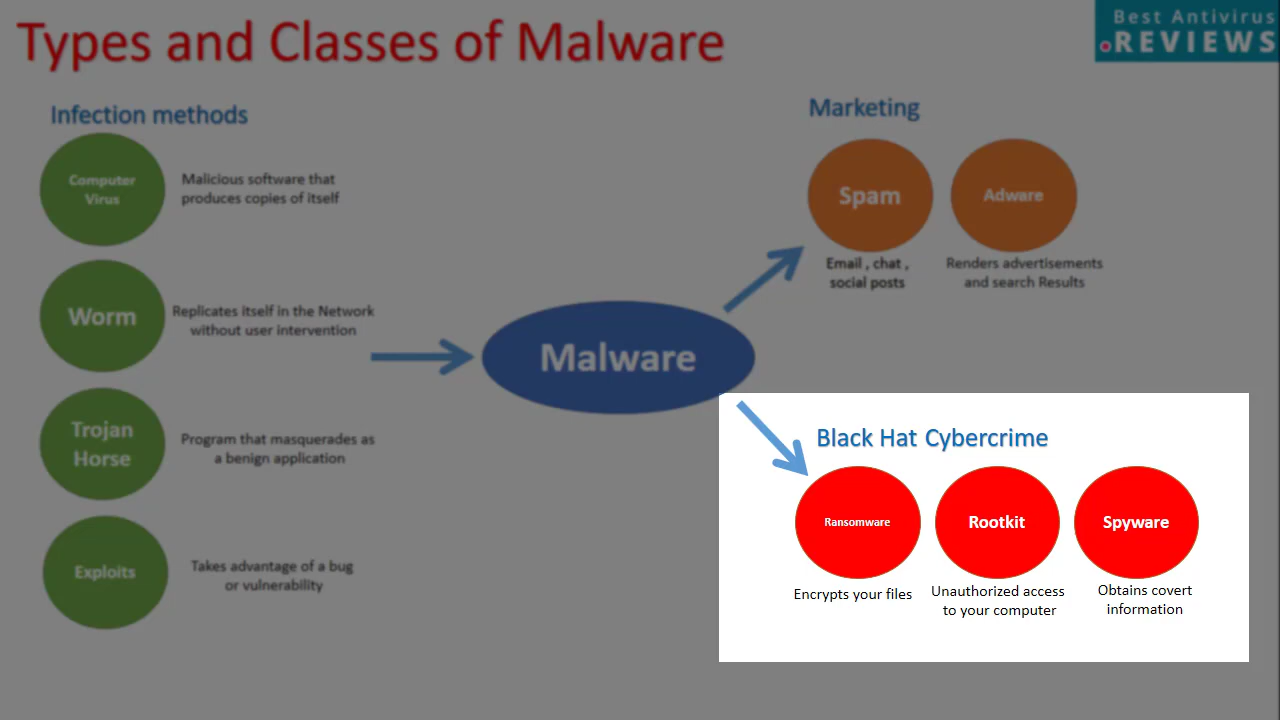 Types and Classes of Malware
Best Antivirus
.REVIEWS
Infection methods
Computer
Virus
Malicious software that
produces copies of itself
Worm
Replicates itself in the Network
without user intervention
Trojan
Horse
Program that masquerades as
a benign application
Exploits
Takes advantage of a bug
or vulnerability
Malware
Marketing
Spam
Adware
Email , chat ,
social posts
Renders advertisements
and search Results
Black Hat Cybercrime
Ransomware
Rootkit
Spyware
Encrypts your files
Unauthorized access
to your computer
Obtains covert
information